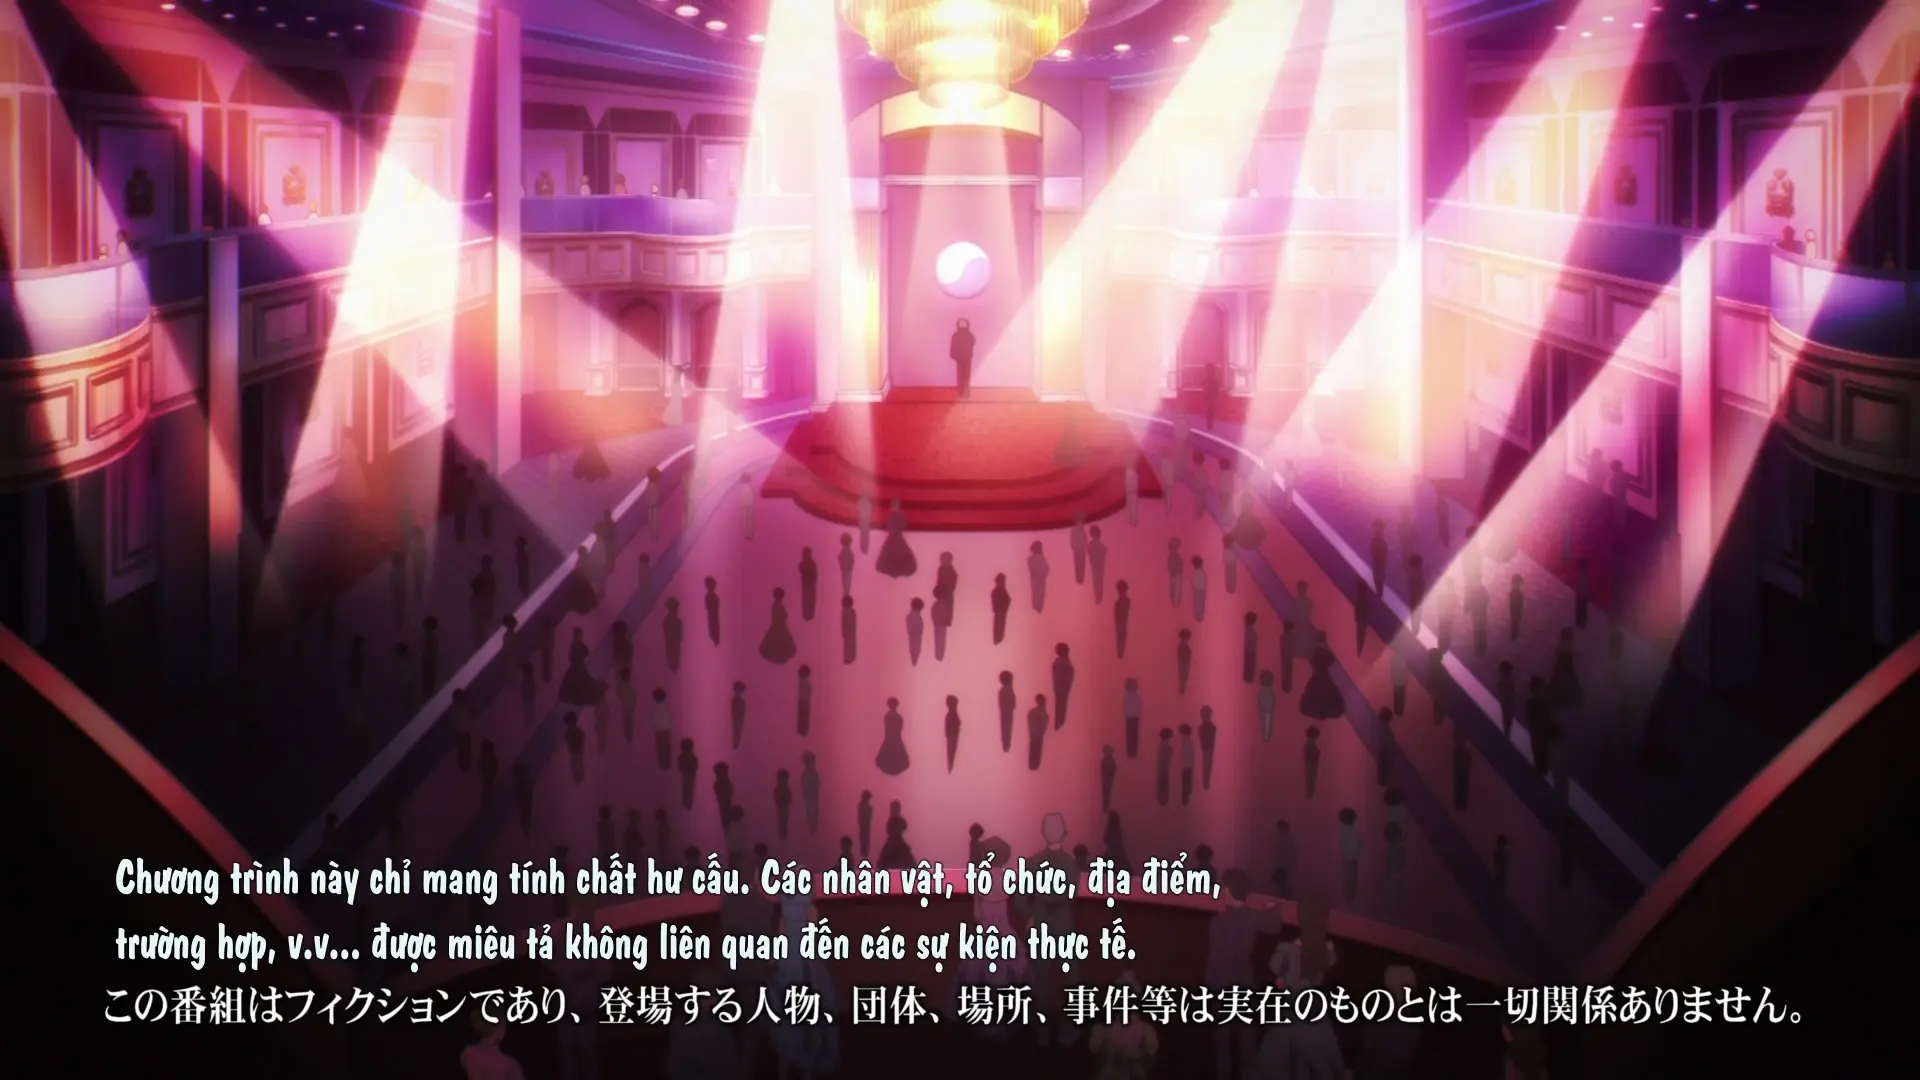 Chương trình này chỉ mang tính chất hư cấu. Các nhân vật, tổ chức, địa điểm,
trường hợp, v.v... được miêu tả không liên quan đến các sự kiện thực tế.
この番組はフィクションであり、登場する人物、団体、場所、事件等は実在のものとは一切関係ありません。